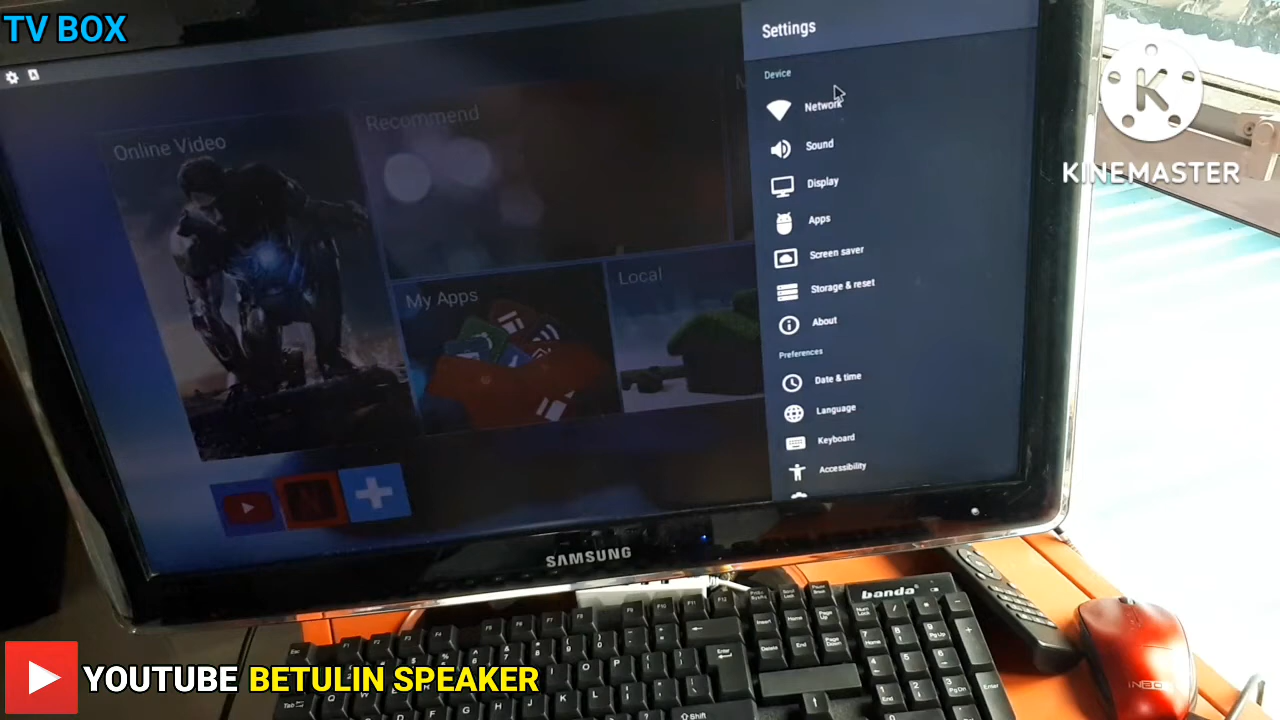 TV BOX
Settings
Device
Network
Sound
Display
Apps
Screen saver
Storage & reset
About
Preferences
Date & time
Language
Keyboard
Accessibility
Online Video
Recommend
My Apps
Local
K
KINEMASTER
SAMSUNG
banda
INBOX
YOUTUBE BETULIN SPEAKER